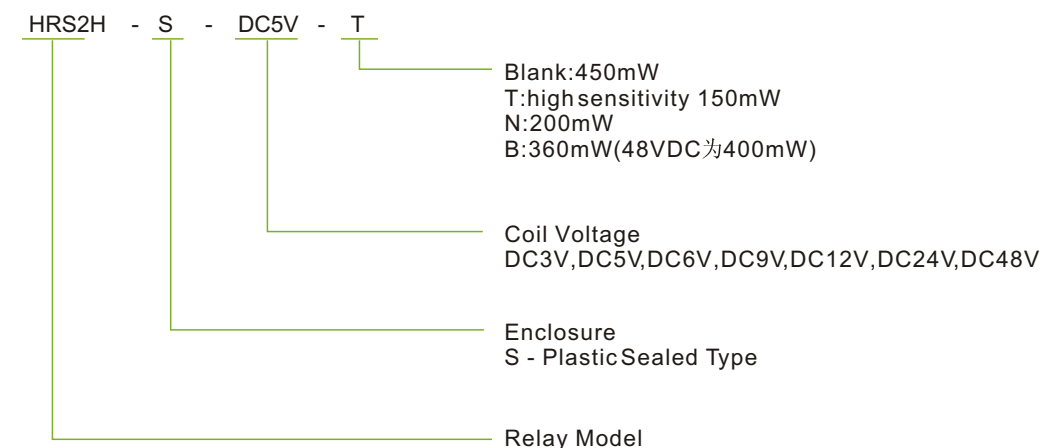 HRS2H - S - DC5V - T
Blank:450mW
T:high sensitivity 150mW
N:200mW
B:360mW(48VDC为400mW)
Coil Voltage
DC3V,DC5V,DC6V,DC9V,DC12V,DC24V,DC48V
Enclosure
S - Plastic Sealed Type
Relay Model